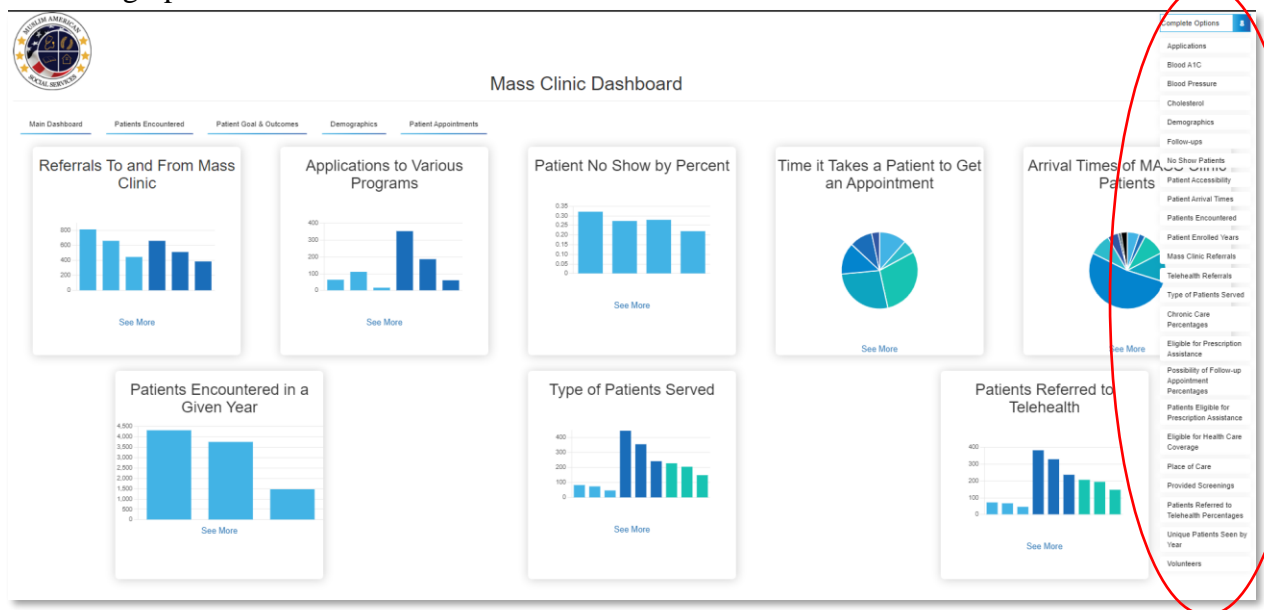 MUSLIM AMERICAN
SOCIAL SERVICES
Mass Clinic Dashboard
Main Dashboard
Patients Encountered
Patient Goal & Outcomes
Demographics
Patient Appointments
Referrals To and From Mass
Clinic
800
600
400
200
0
See More
Applications to Various
Programs
400
300
200
100
0
See More
Patient No Show by Percent
0.35
0.30
0.25
0.20
0.15
0.10
0.05
0
See More
Time it Takes a Patient to Get
an Appointment
See More
Arrival Times of MASS Clinic
Patients
See More
Patients Encountered in a
Given Year
4,500
4,000
3,500
3,000
2,500
2,000
1,500
1,000
500
0
See More
Type of Patients Served
400
300
200
100
0
See More
Patients Referred to
Telehealth
400
300
200
100
0
See More
Complete Options
Applications
Blood A1C
Blood Pressure
Cholesterol
Demographics
Follow-ups
No Show Patients
Patient Accessibility
Patient Arrival Times
Patients Encountered
Patient Enrolled Years
Mass Clinic Referrals
Telehealth Referrals
Type of Patients Served
Chronic Care
Percentages
Eligible for Prescription
Assistance
Possibility of Follow-up
Appointment
Percentages
Patients Eligible for
Prescription Assistance
Eligible for Health Care
Coverage
Place of Care
Provided Screenings
Patients Referred to
Telehealth Percentages
Unique Patients Seen by
Year
Volunteers